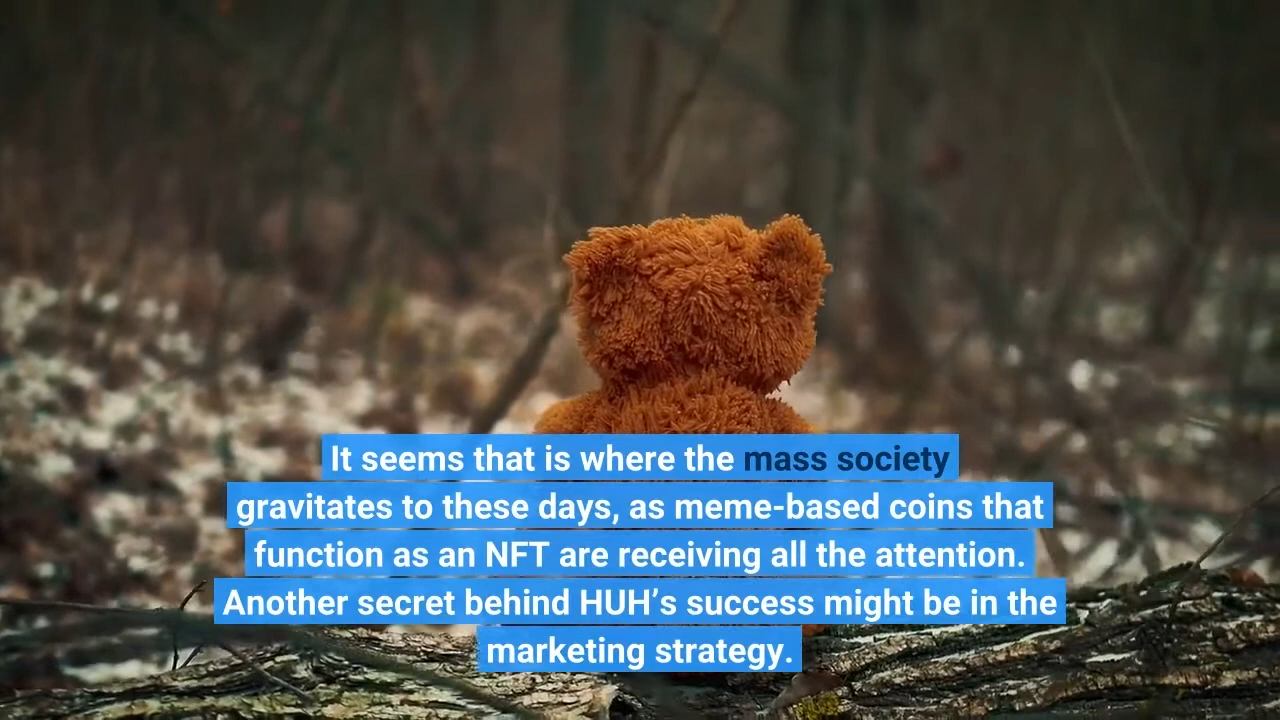 It seems that is where the mass society
gravitates to these days, as meme-based coins that
function as an NFT are receiving all the attention.
Another secret behind HUH’s success might be in the
marketing strategy.